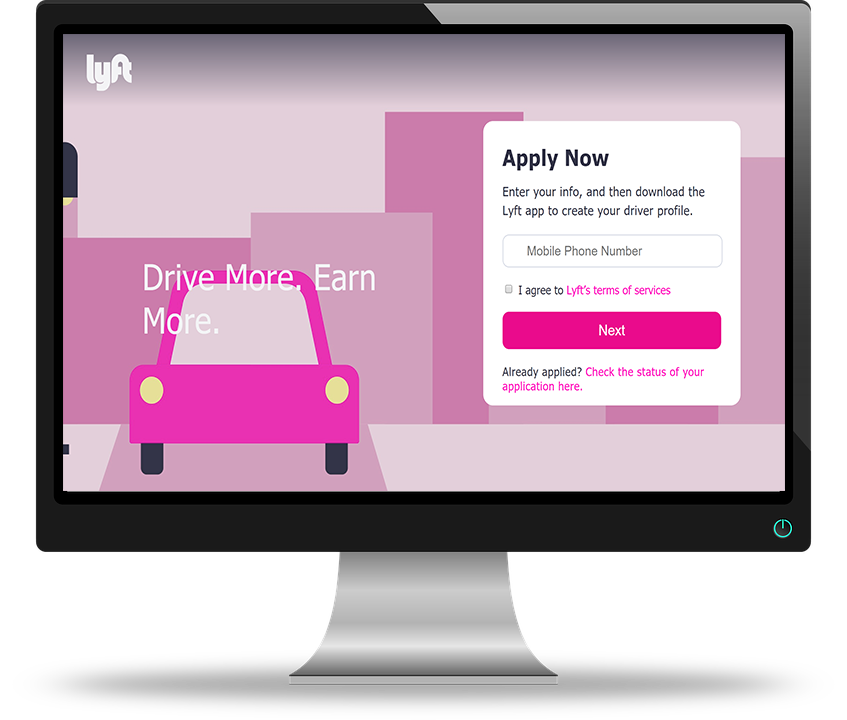 lyft
Drive More. Earn
More.
Apply Now
Enter your info, and then download the
Lyft app to create your driver profile.
Mobile Phone Number
I agree to Lyft's terms of services
Next
Already applied? Check the status of your
application here.